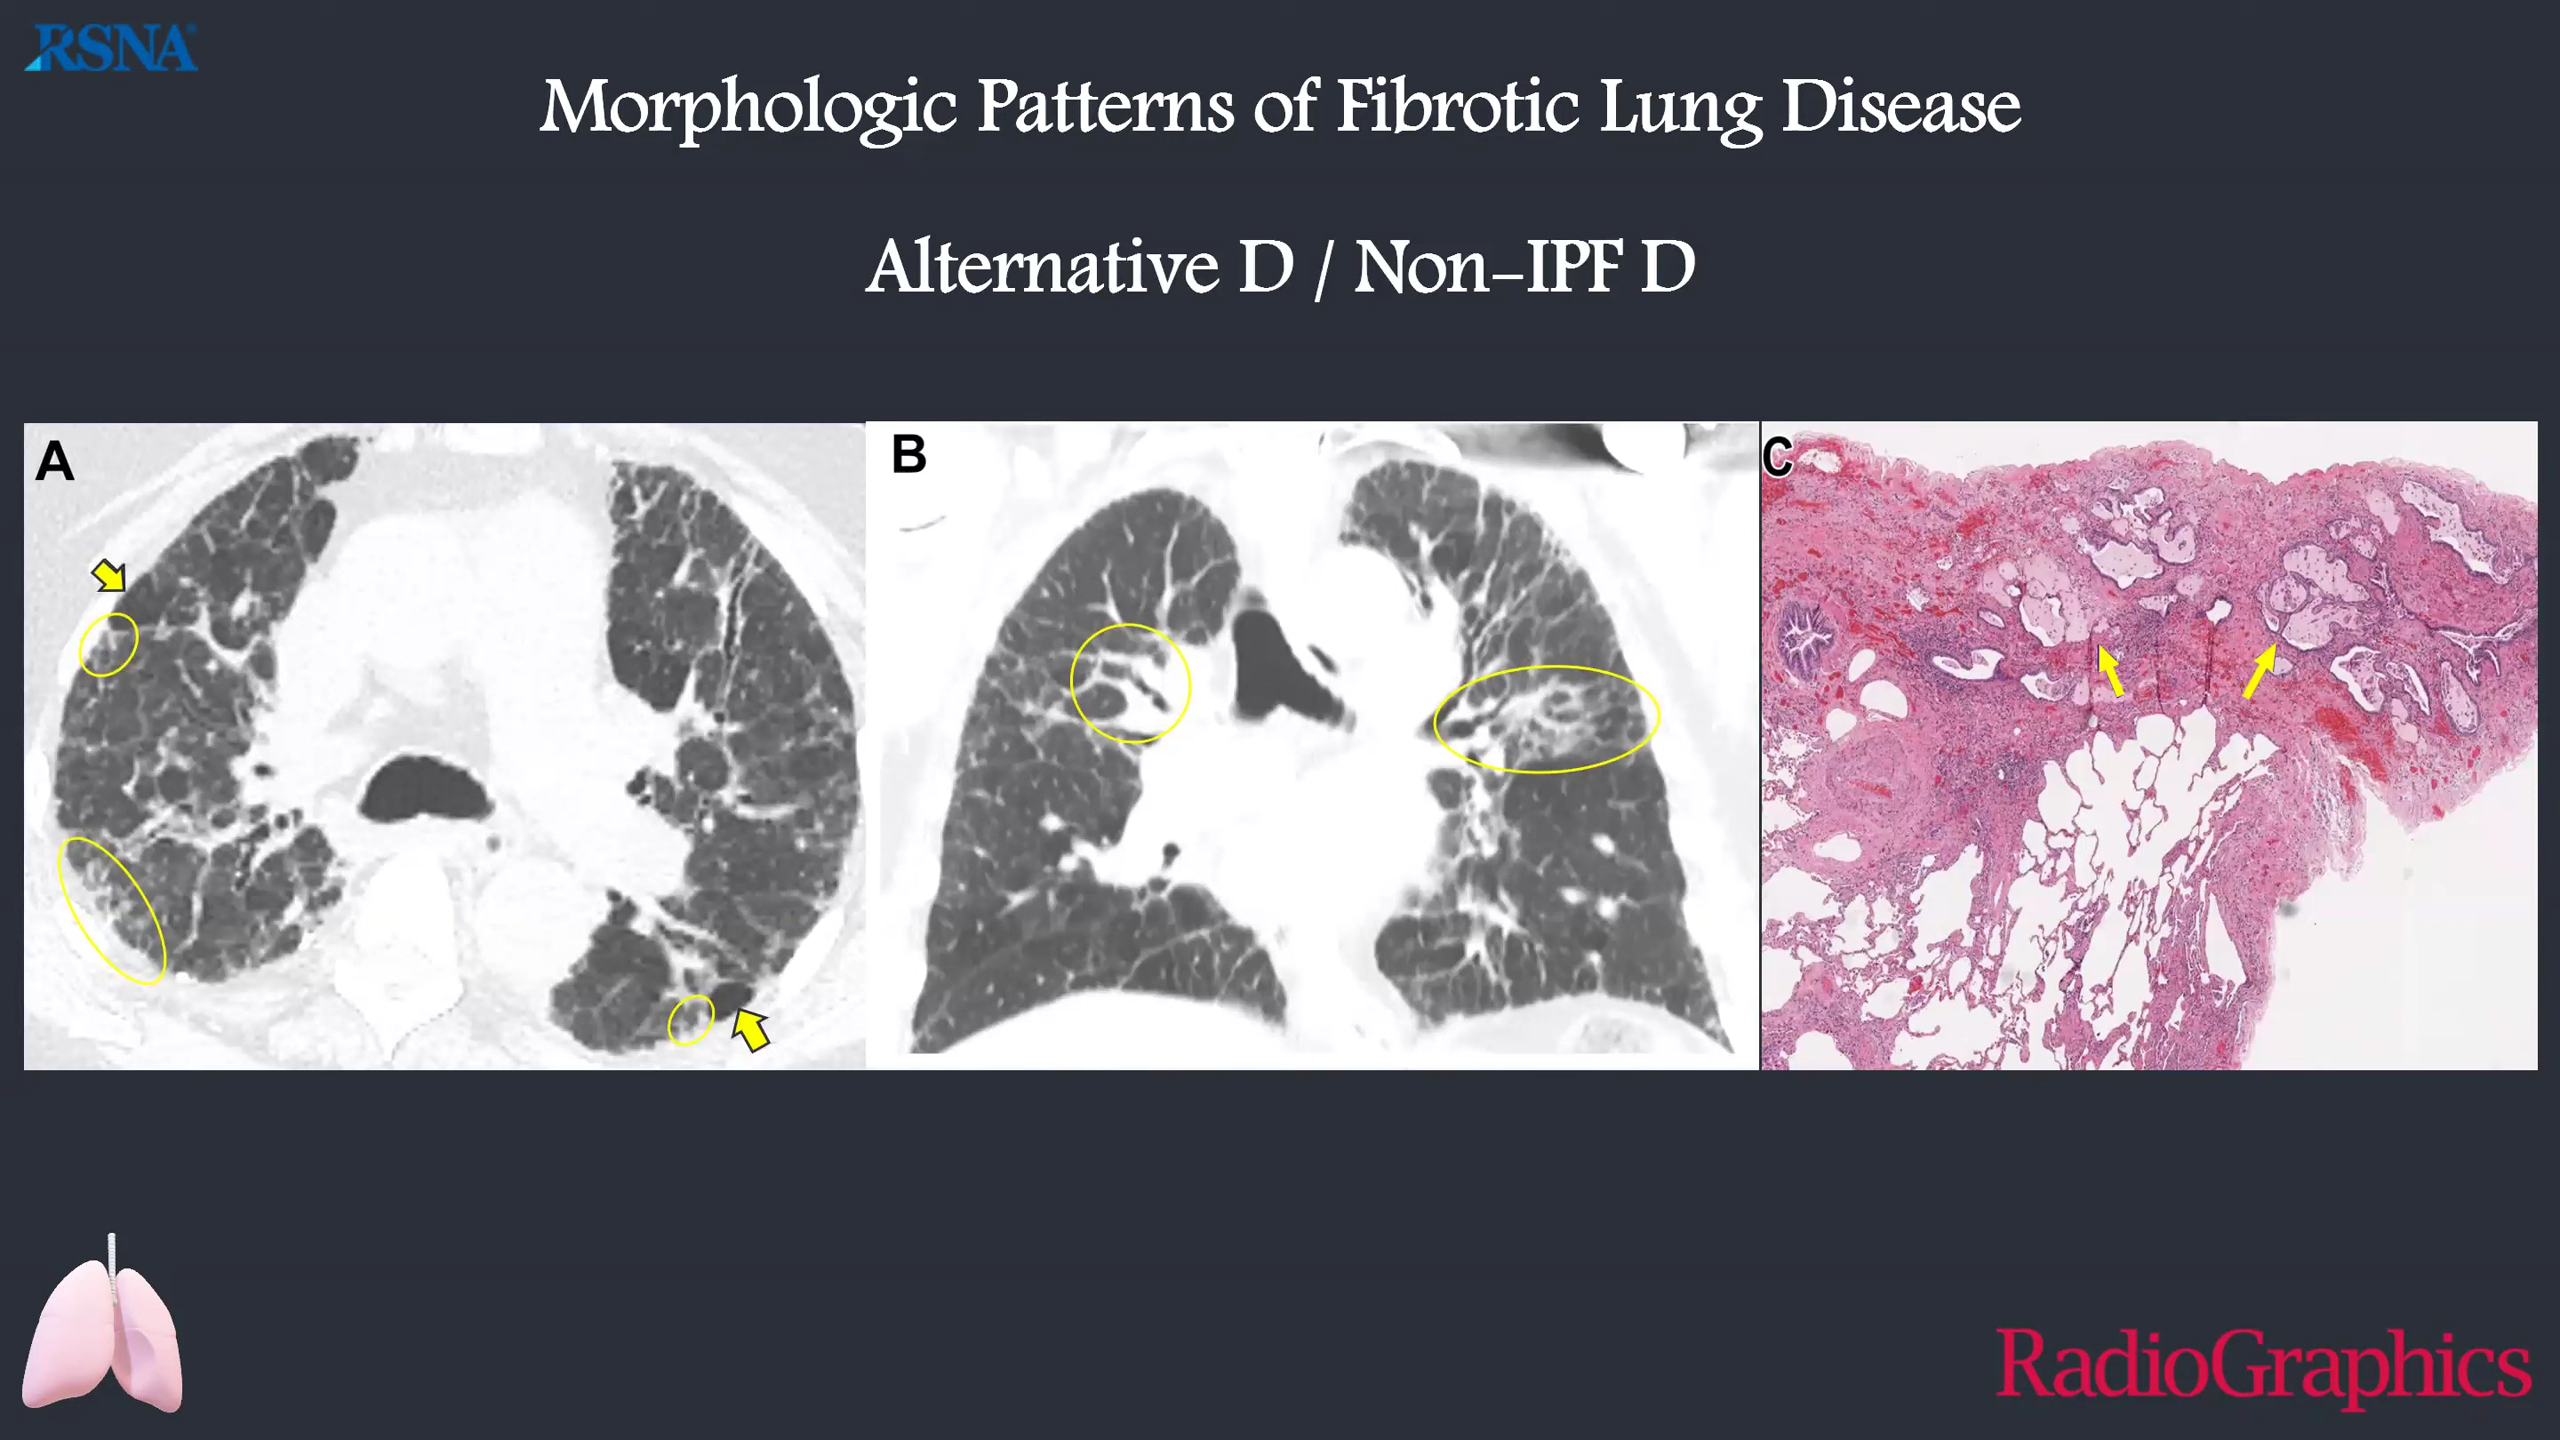 RSNA
Morphologic Patterns of Fibrotic Lung Disease
Alternative D / Non-IPF D
A
B
C
RadioGraphics